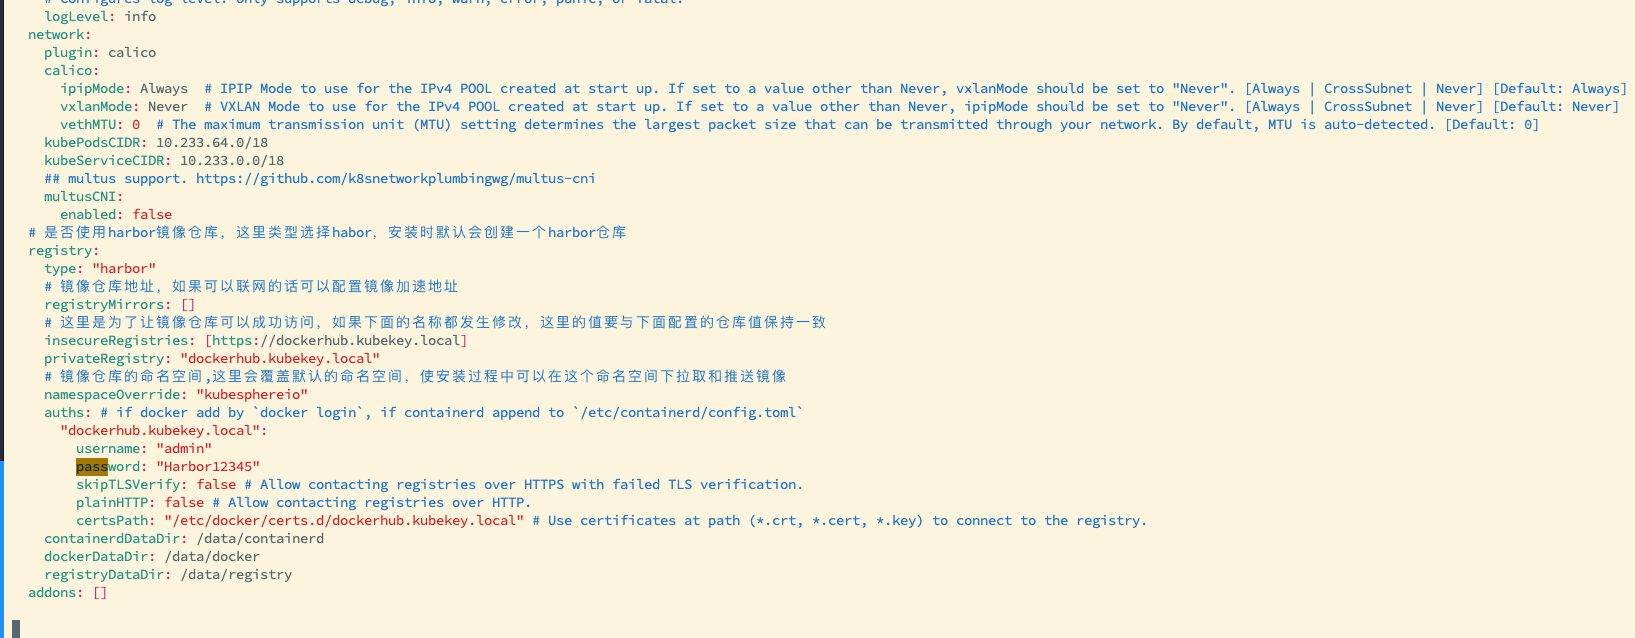 # Configures log level. only supports debug, info, warn, error, panic, or fatal.
logLevel: info
network:
plugin: calico
calico:
ipipMode: Always  # IPIP Mode to use for the IPv4 POOL created at start up. If set to a value other than Never, vxlanMode should be set to "Never". [Always | CrossSubnet | Never] [Default: Always]
vxlanMode: Never  # VXLAN Mode to use for the IPv4 POOL created at start up. If set to a value other than Never, ipipMode should be set to "Never". [Always | CrossSubnet | Never] [Default: Never]
vethMTU: 0  # The maximum transmission unit (MTU) setting determines the largest packet size that can be transmitted through your network. By default, MTU is auto-detected. [Default: 0]
kubePodsCIDR: 10.233.64.0/18
kubeServiceCIDR: 10.233.0.0/18
## multus support. https://github.com/k8snetworkplumbingwg/multus-cni
multusCNI:
enabled: false
# 是否使用harbor镜像仓库，这里类型选择habor，安装时默认会创建一个harbor仓库
registry:
type: "harbor"
# 镜像仓库地址，如果可以联网的话可以配置镜像加速地址
registryMirrors: []
# 这里是为了让镜像仓库可以成功访问，如果下面的名称都发生修改，这里的值要与下面配置的仓库值保持一致
insecureRegistries: [https://dockerhub.kubekey.local]
privateRegistry: "dockerhub.kubekey.local"
# 镜像仓库的命名空间,这里会覆盖默认的命名空间，使安装过程中可以在这个命名空间下拉取和推送镜像
namespaceOverride: "kubesphereio"
auths: # if docker add by `docker login`, if containerd append to `/etc/containerd/config.toml`
"dockerhub.kubekey.local":
username: "admin"
password: "Harbor12345"
skipTLSVerify: false # Allow contacting registries over HTTPS with failed TLS verification.
plainHTTP: false # Allow contacting registries over HTTP.
certsPath: "/etc/docker/certs.d/dockerhub.kubekey.local" # Use certificates at path (*.crt, *.cert, *.key) to connect to the registry.
containerdDataDir: /data/containerd
dockerDataDir: /data/docker
registryDataDir: /data/registry
addons: []